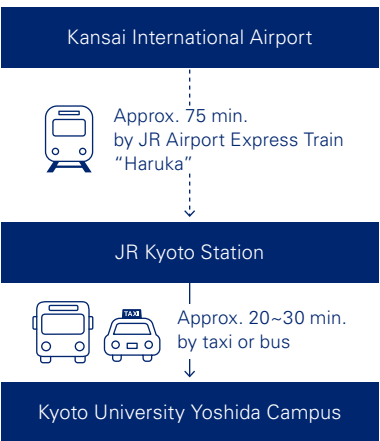 Kansai International Airport
Approx. 75 min.
by JR Airport Express Train
“Haruka”
JR Kyoto Station
TAXI
Approx. 20~30 min.
by taxi or bus
Kyoto University Yoshida Campus